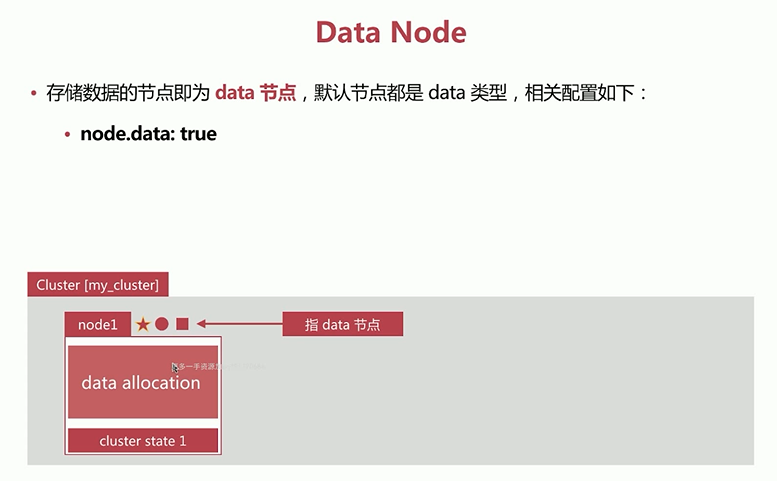 Data Node
存储数据的节点即为 data 节点，默认节点都是 data 类型，相关配置如下：
node.data: true
Cluster [my_cluster]
node1
指 data 节点
data allocation
cluster state 1